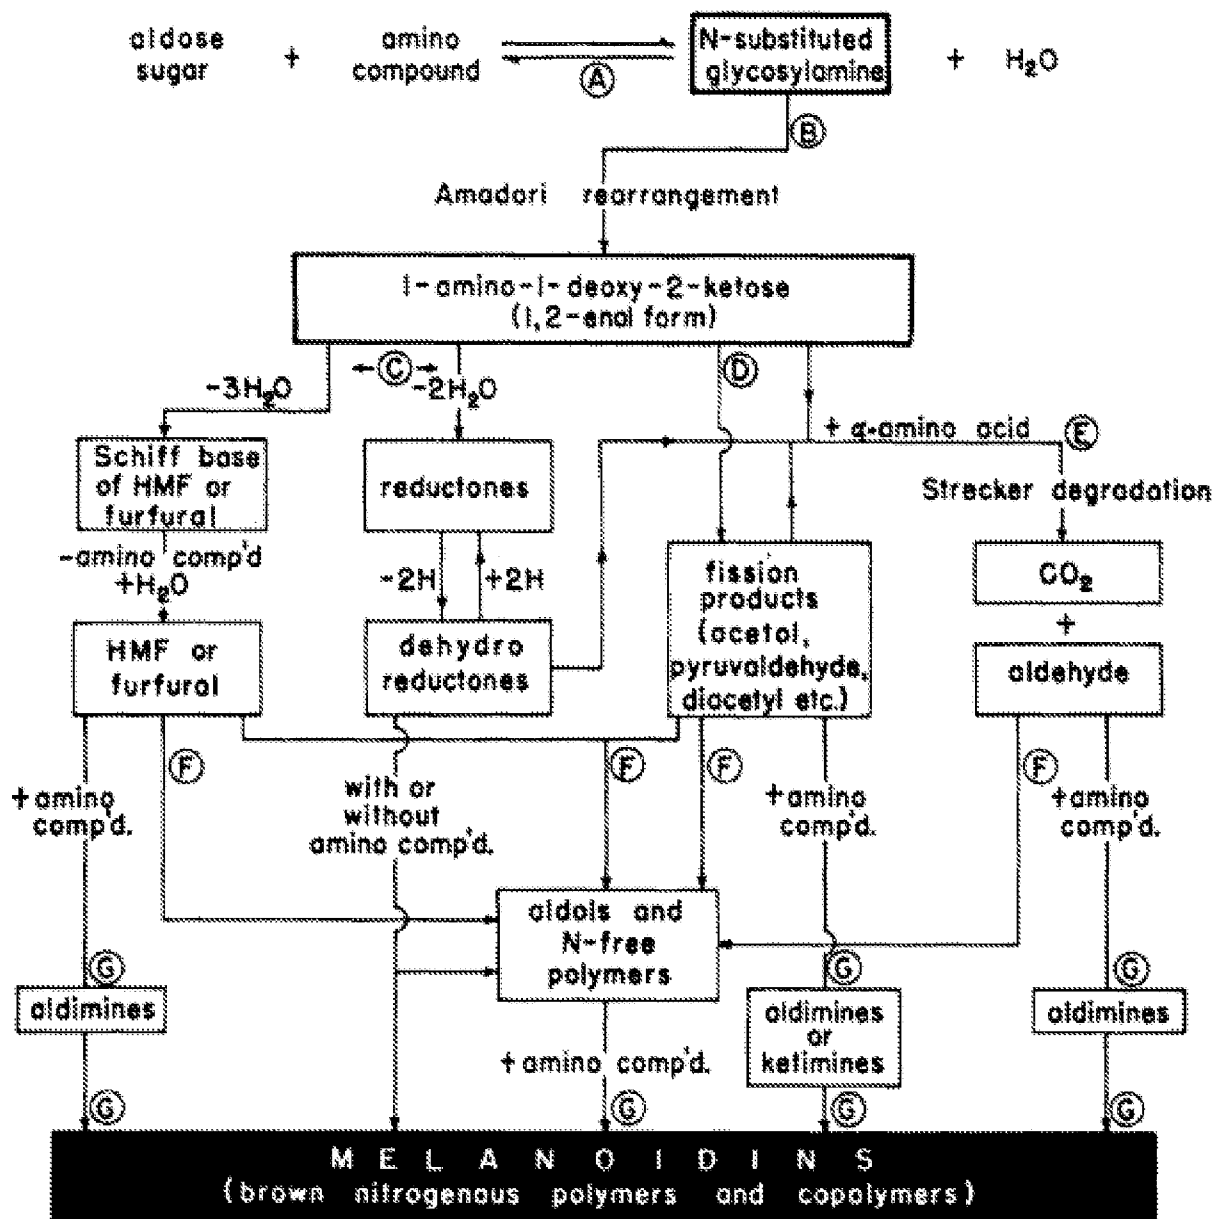 aldose
sugar
+
amino
compound
A
N-substituted
glycosylamine
+
H₂O
B
Amadori rearrangement
1-amino-1-deoxy-2-ketose
(1,2-enol form)
C
-3H₂O
-2H₂O
D
+ α-amino acid
E
Schiff base
of HMF or
furfural
reductones
Strecker degradation
-amino comp'd
+H₂O
-2H
+2H
fission
products
(acetol,
pyruvaldehyde,
diacetyl etc.)
CO₂
+
aldehyde
HMF or
furfural
dehydro
reductones
F
F
F
F
+amino
comp'd.
with or
without
amino comp'd.
+amino
comp'd.
+amino
comp'd.
aldols and
N-free
polymers
G
G
G
aldimines
aldimines
or
ketimines
aldimines
+amino comp'd.
G
G
G
G
MELANOIDINS
(brown nitrogenous polymers and copolymers)